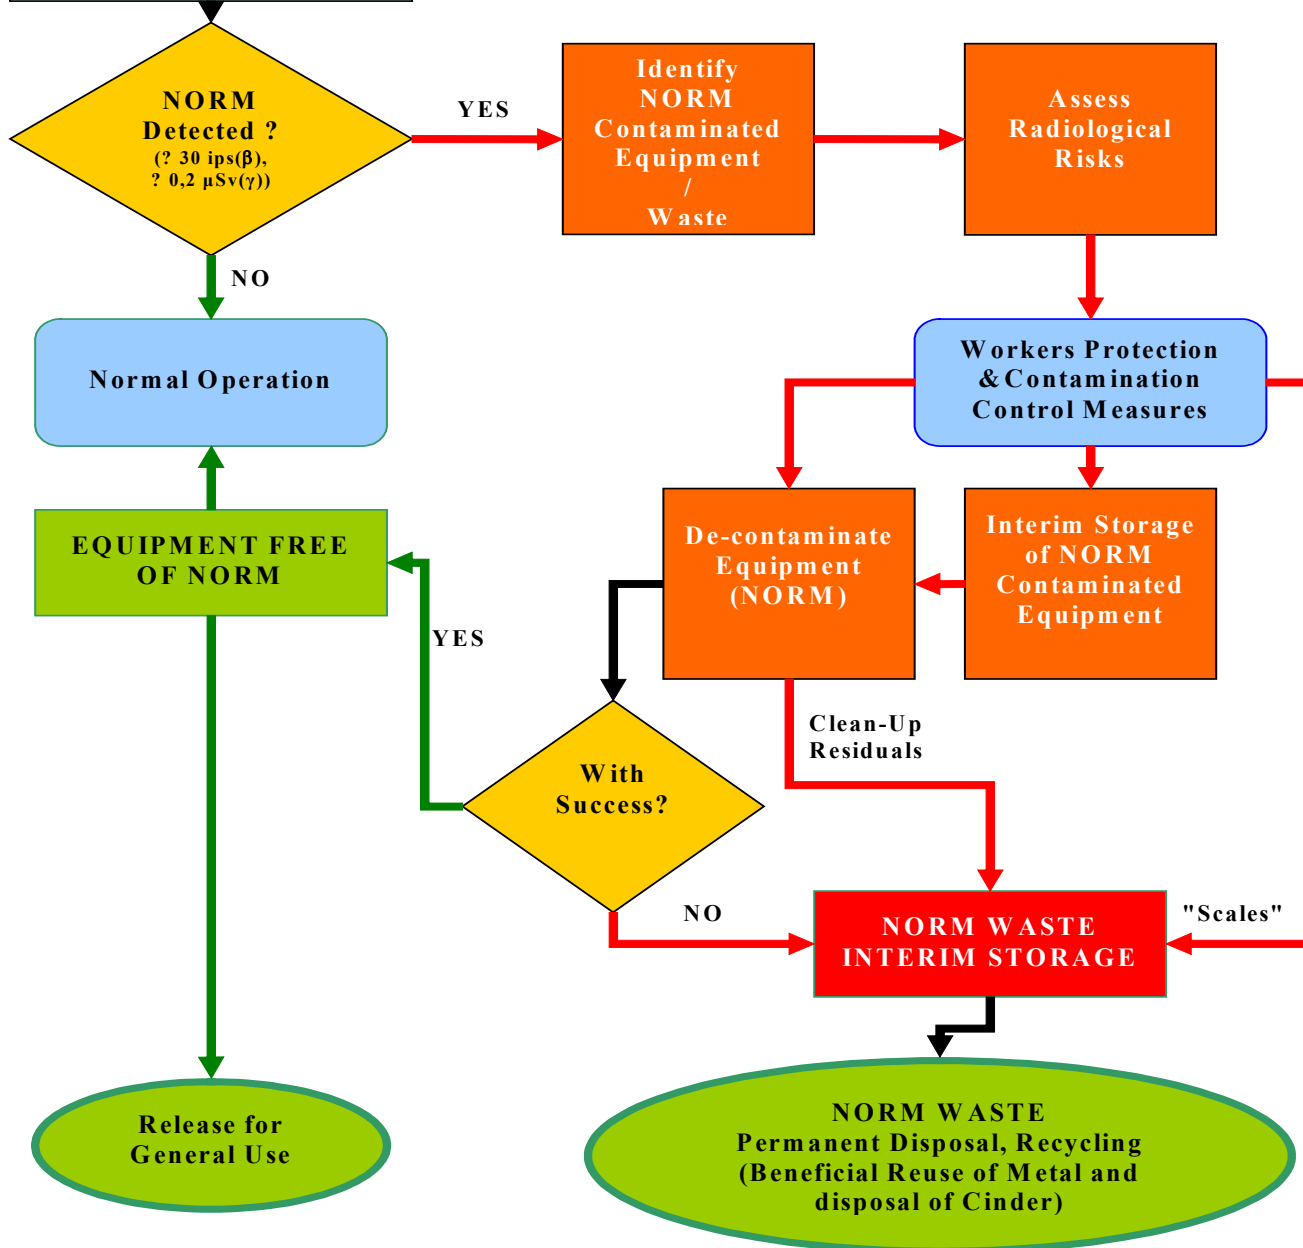 NORM
Detected ?
(? 30 ips(β),
? 0,2 µSv(γ))
YES
Identify
NORM
Contaminated
Equipment
/
Waste
Assess
Radiological
Risks
NO
Normal Operation
Workers Protection
& Contamination
Control Measures
EQUIPMENT FREE
OF NORM
De-contaminate
Equipment
(NORM)
Interim Storage
of NORM
Contaminated
Equipment
YES
Clean-Up
Residuals
With
Success?
NO
NORM WASTE
INTERIM STORAGE
"Scales"
Release for
General Use
NORM WASTE
Permanent Disposal, Recycling
(Beneficial Reuse of Metal and
disposal of Cinder)